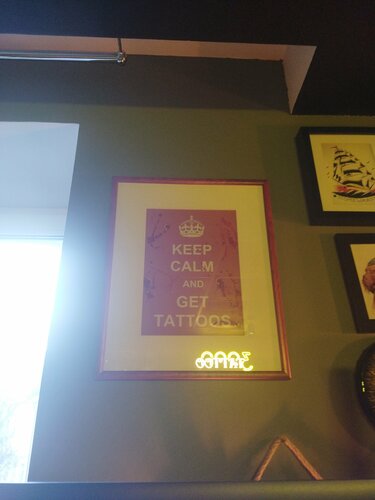 KEEP
CALM
AND
GET
TATTOOS